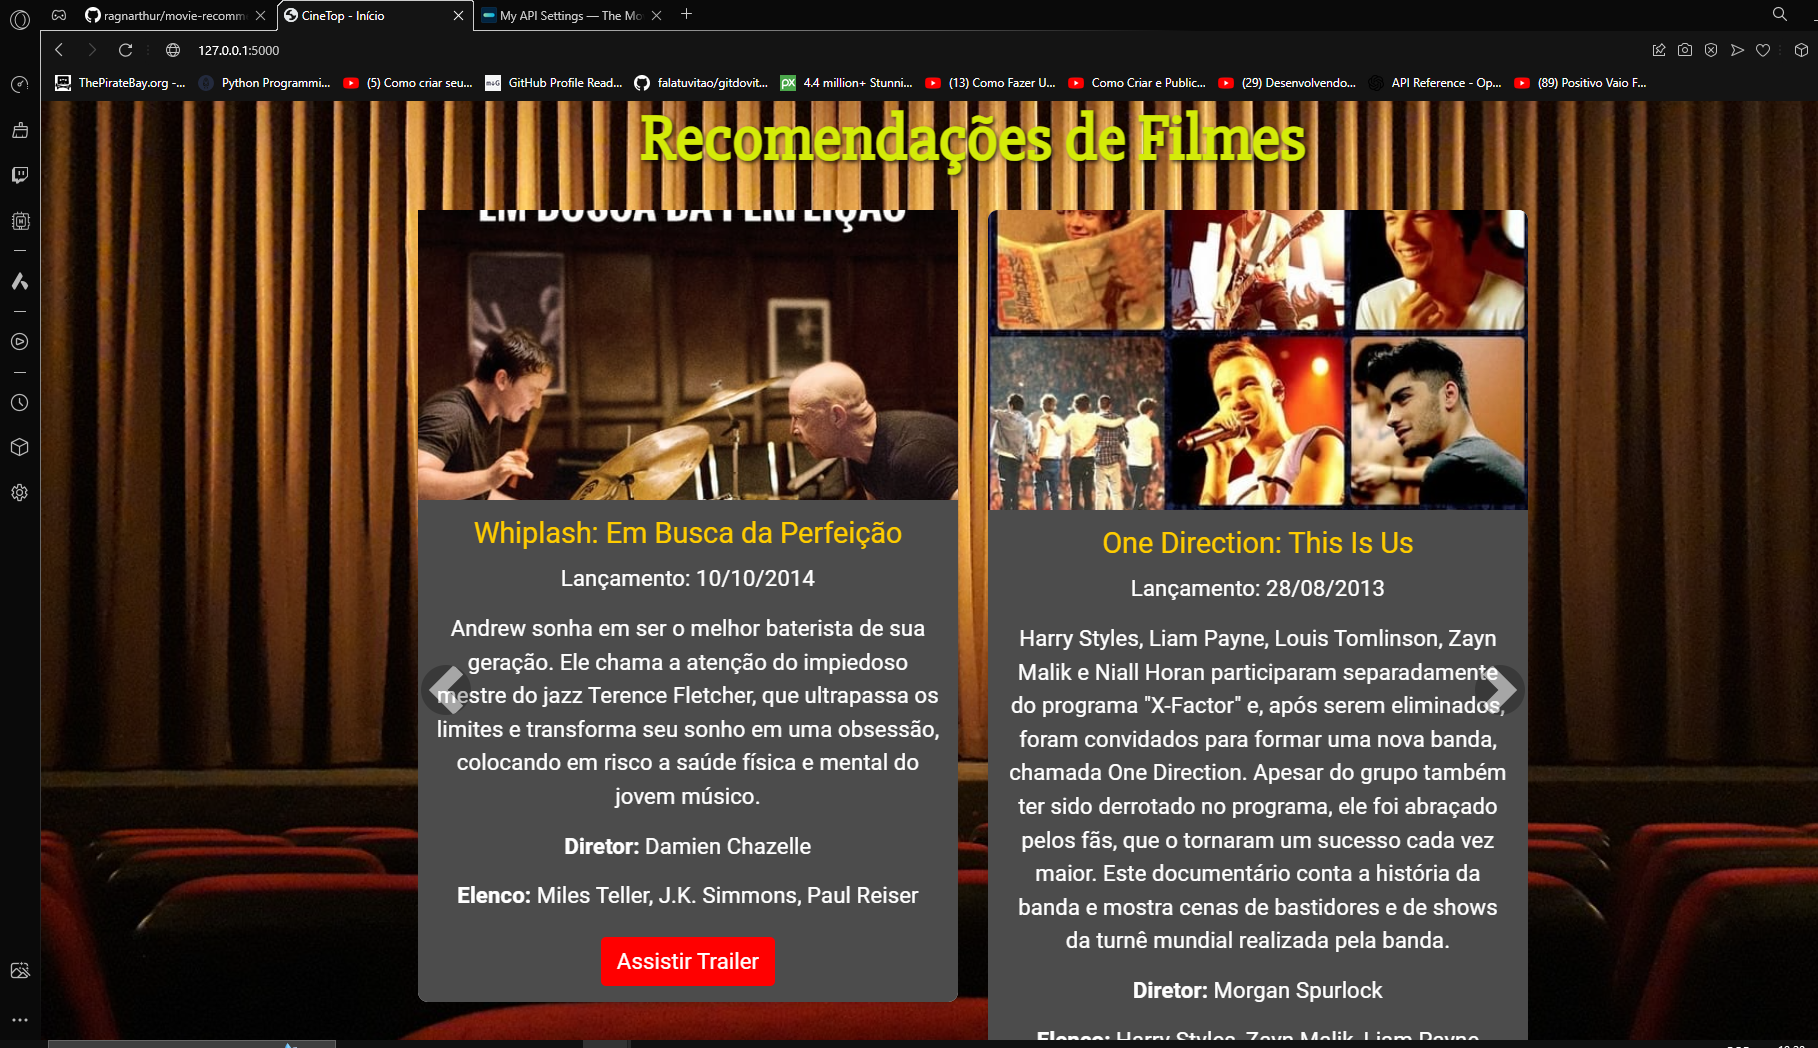 ragnarthur/movie-recomm
CineTop - Início
My API Settings — The Mo
127.0.0.1:5000
ThePirateBay.org -...
Python Programmi...
(5) Como criar seu...
GitHub Profile Read...
falatuvitao/gitdovit...
4.4 million+ Stunni...
(13) Como Fazer U...
Como Criar e Public...
(29) Desenvolvendo...
API Reference - Op...
(89) Positivo Vaio F...
Recomendações de Filmes
EM BUSCA DA PERFEIÇÃO
Whiplash: Em Busca da Perfeição
Lançamento: 10/10/2014
Andrew sonha em ser o melhor baterista de sua
geração. Ele chama a atenção do impiedoso
mestre do jazz Terence Fletcher, que ultrapassa os
limites e transforma seu sonho em uma obsessão,
colocando em risco a saúde física e mental do
jovem músico.
Diretor: Damien Chazelle
Elenco: Miles Teller, J.K. Simmons, Paul Reiser
Assistir Trailer
One Direction: This Is Us
Lançamento: 28/08/2013
Harry Styles, Liam Payne, Louis Tomlinson, Zayn
Malik e Niall Horan participaram separadamente
do programa "X-Factor" e, após serem eliminados,
foram convidados para formar uma nova banda,
chamada One Direction. Apesar do grupo também
ter sido derrotado no programa, ele foi abraçado
pelos fãs, que o tornaram um sucesso cada vez
maior. Este documentário conta a história da
banda e mostra cenas de bastidores e de shows
da turnê mundial realizada pela banda.
Diretor: Morgan Spurlock
Elenco: Harry Styles, Zayn Malik, Liam Payne